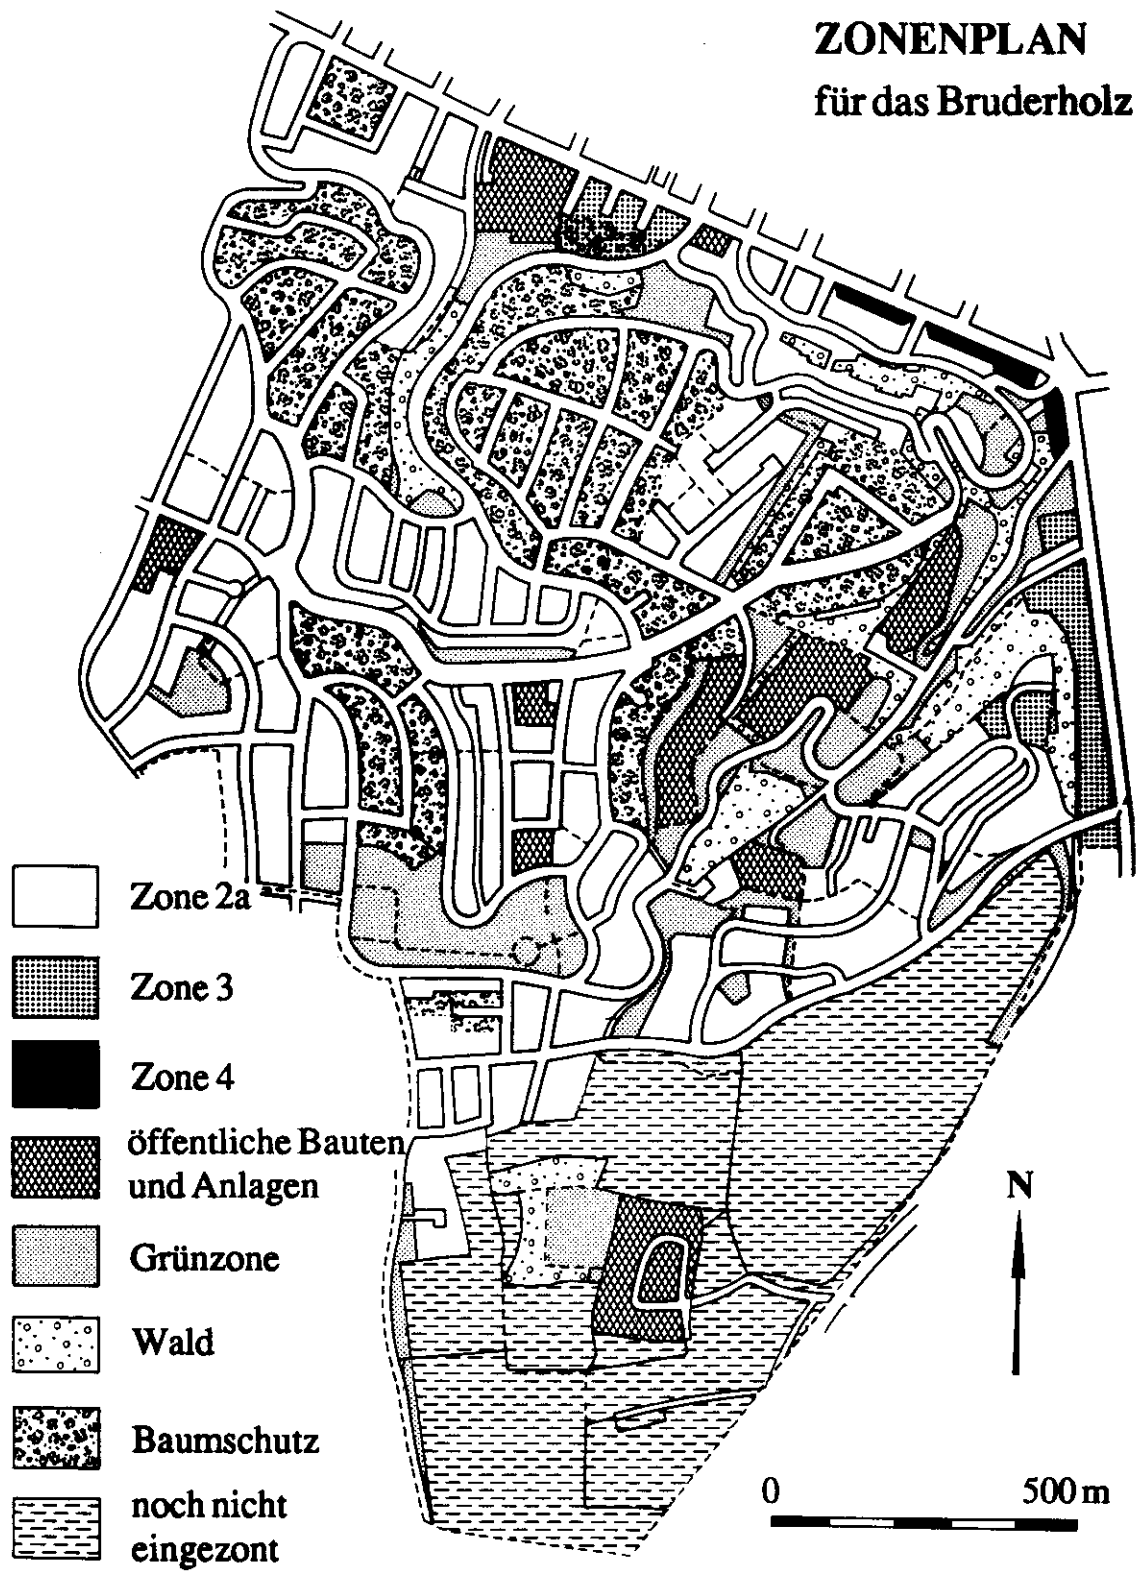 ZONENPLAN
für das Bruderholz
Zone 2a
Zone 3
Zone 4
öffentliche Bauten
und Anlagen
Grünzone
Wald
Baumschutz
noch nicht
eingezont
N
0 500 m